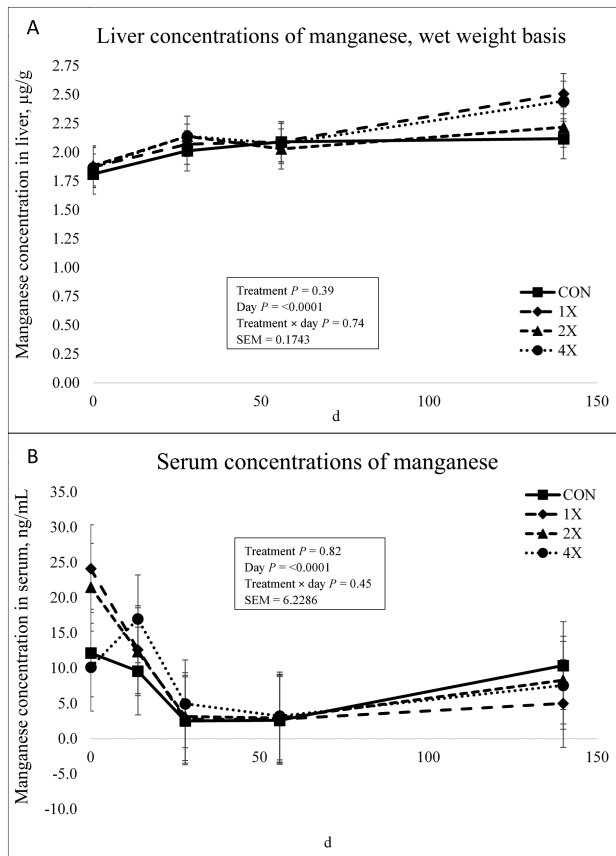 A
Liver concentrations of manganese, wet weight basis
Manganese concentration in liver, µg/g
2.75
2.50
2.25
2.00
1.75
1.50
1.25
1.00
0.75
0.50
0.25
0.00
Treatment P = 0.39
Day P = <0.0001
Treatment × day P = 0.74
SEM = 0.1743
CON
1X
2X
4X
0
50
100
150
d
B
Serum concentrations of manganese
Manganese concentration in serum, ng/mL
35.0
30.0
25.0
20.0
15.0
10.0
5.0
0.0
-5.0
-10.0
Treatment P = 0.82
Day P = <0.0001
Treatment × day P = 0.45
SEM = 6.2286
CON
1X
2X
4X
0
50
100
150
d